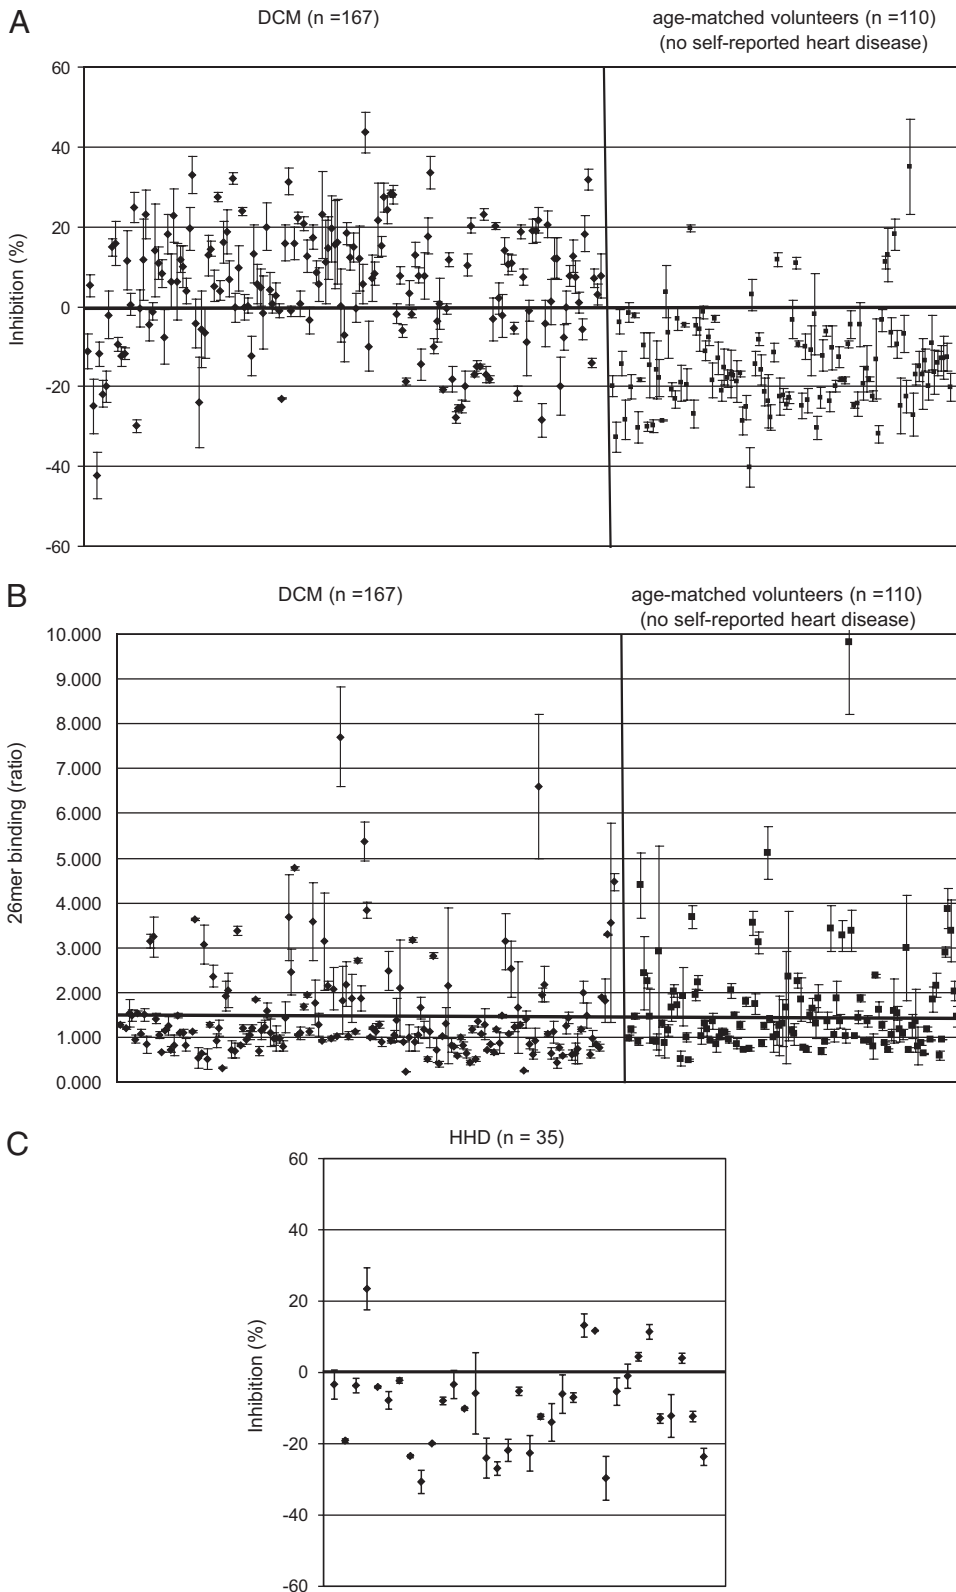 A
DCM (n =167)
age-matched volunteers (n =110)
(no self-reported heart disease)
Inhibition (%)
60
40
20
0
-20
-40
-60
B
DCM (n =167)
age-matched volunteers (n =110)
(no self-reported heart disease)
26mer binding (ratio)
10.000
9.000
8.000
7.000
6.000
5.000
4.000
3.000
2.000
1.000
0.000
C
HHD (n = 35)
Inhibition (%)
60
40
20
0
-20
-40
-60